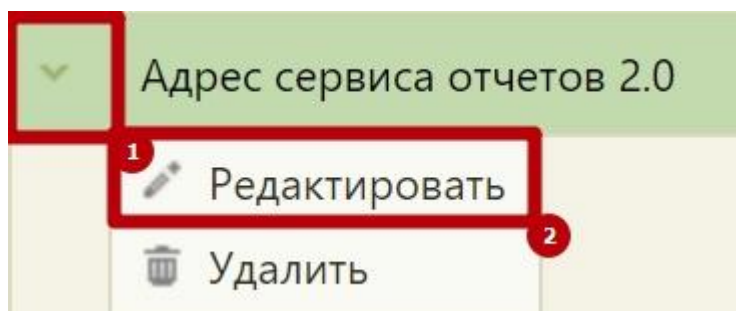 Адрес сервиса отчетов 2.0
1
Редактировать
2
Удалить